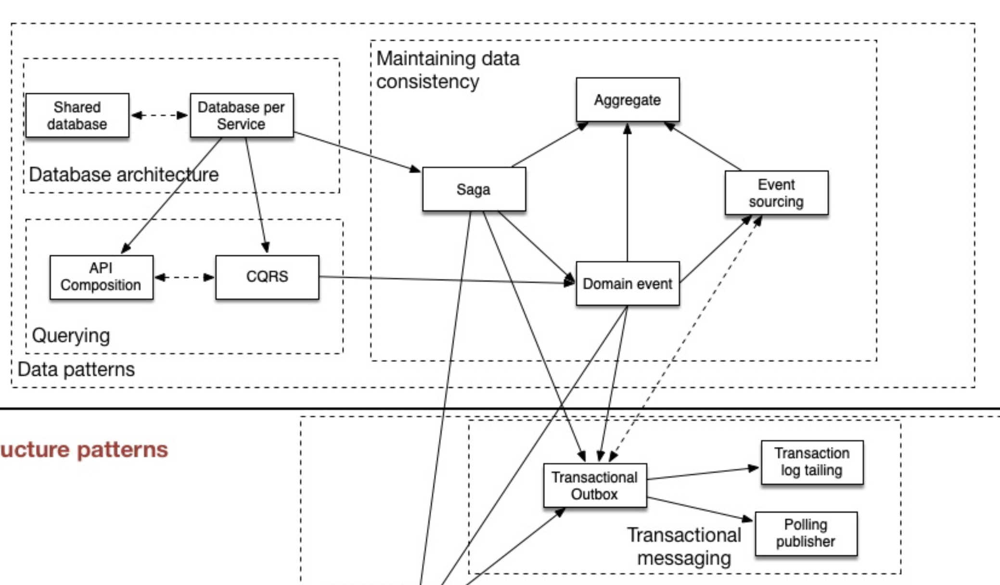 Maintaining data
consistency
Aggregate
Shared
database
Database per
Service
Database architecture
Saga
Event
sourcing
API
Composition
CQRS
Domain event
Querying
Data patterns
ucture patterns
Transactional
Outbox
Transaction
log tailing
Polling
publisher
Transactional
messaging